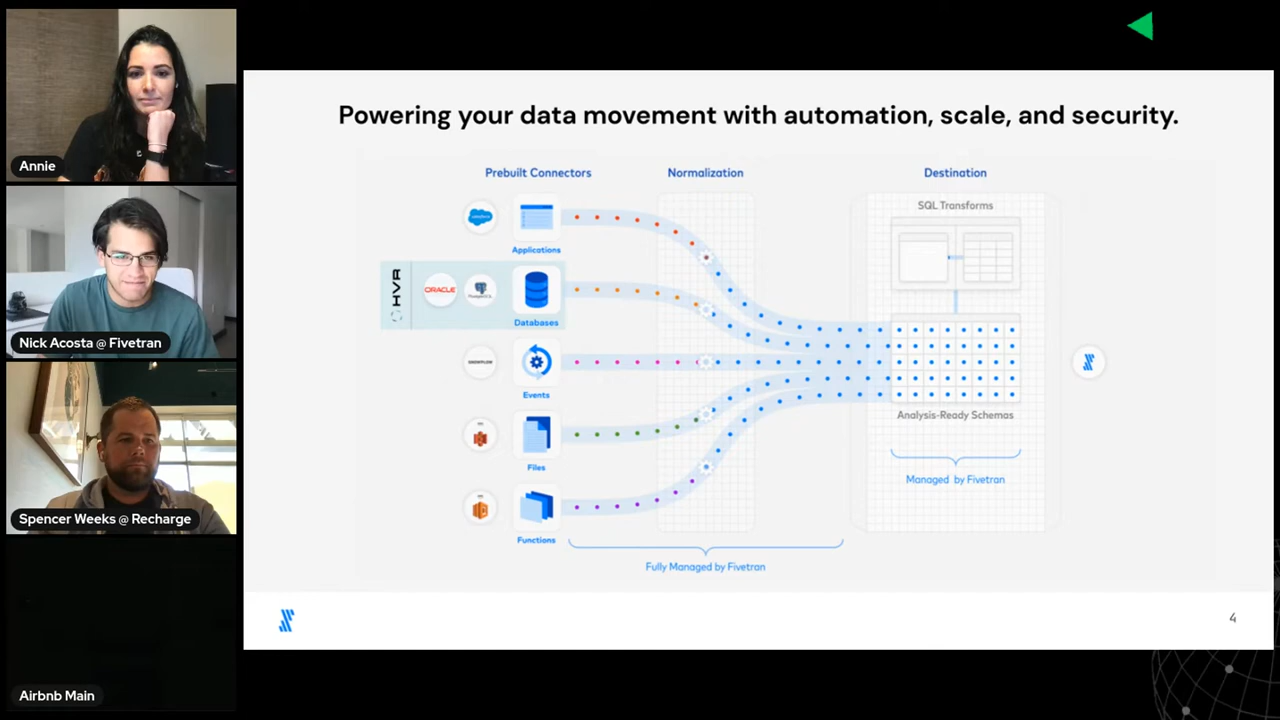 Annie
Nick Acosta @ Fivetran
Spencer Weeks @ Recharge
Airbnb Main
Powering your data movement with automation, scale, and security.
Prebuilt Connectors
Normalization
Destination
SQL Transforms
salesforce
Applications
HVR
ORACLE
PostgreSQL
Databases
Events
Files
Functions
Analysis-Ready Schemas
Managed by Fivetran
Fully Managed by Fivetran
4